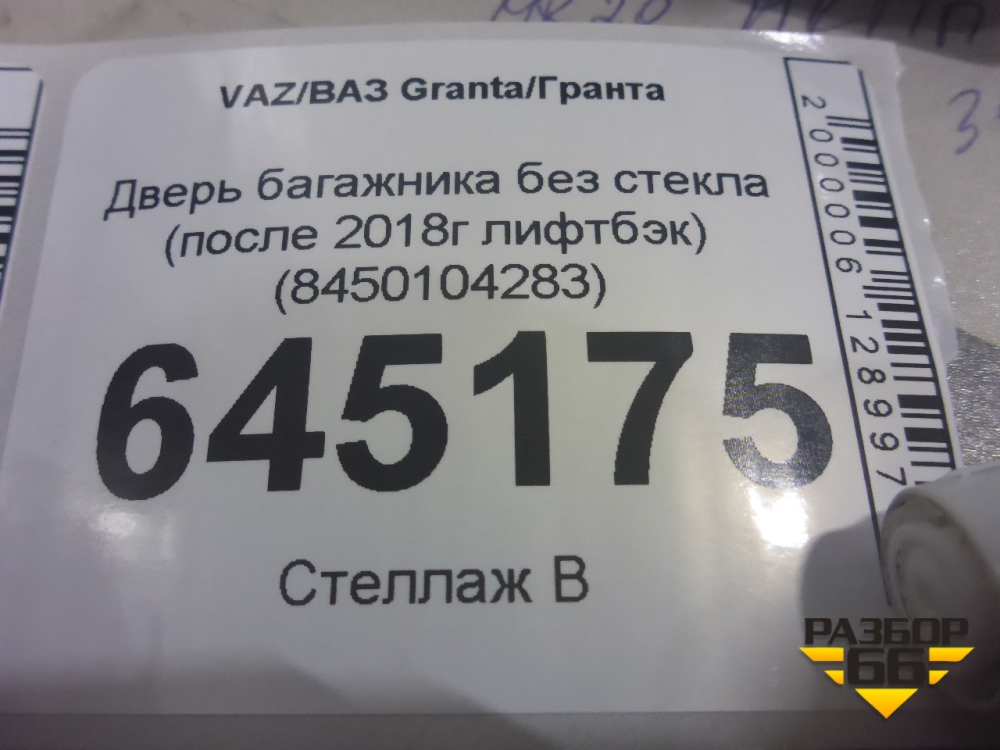 VAZ/ВАЗ Granta/Гранта
Дверь багажника без стекла
(после 2018г лифтбэк)
(8450104283)
645175
Стеллаж В
2000006128997
РАЗБОР
66